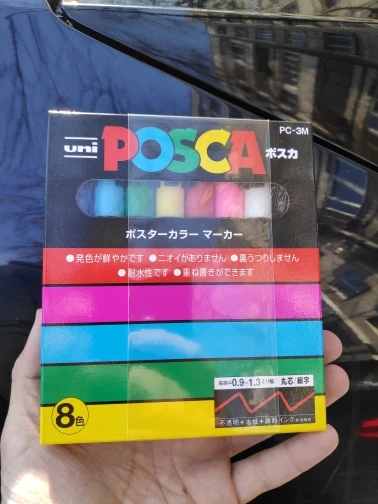 PC-3M
uni POSCA ポスカ
ポスターカラー マーカー
●発色が鮮やかです ●ニオイがありません ●裏うつりしません
●耐水性です ●重ね書きができます
0.9~1.3ミリ 丸芯/細字
8色
不透明+水性+顔料インク